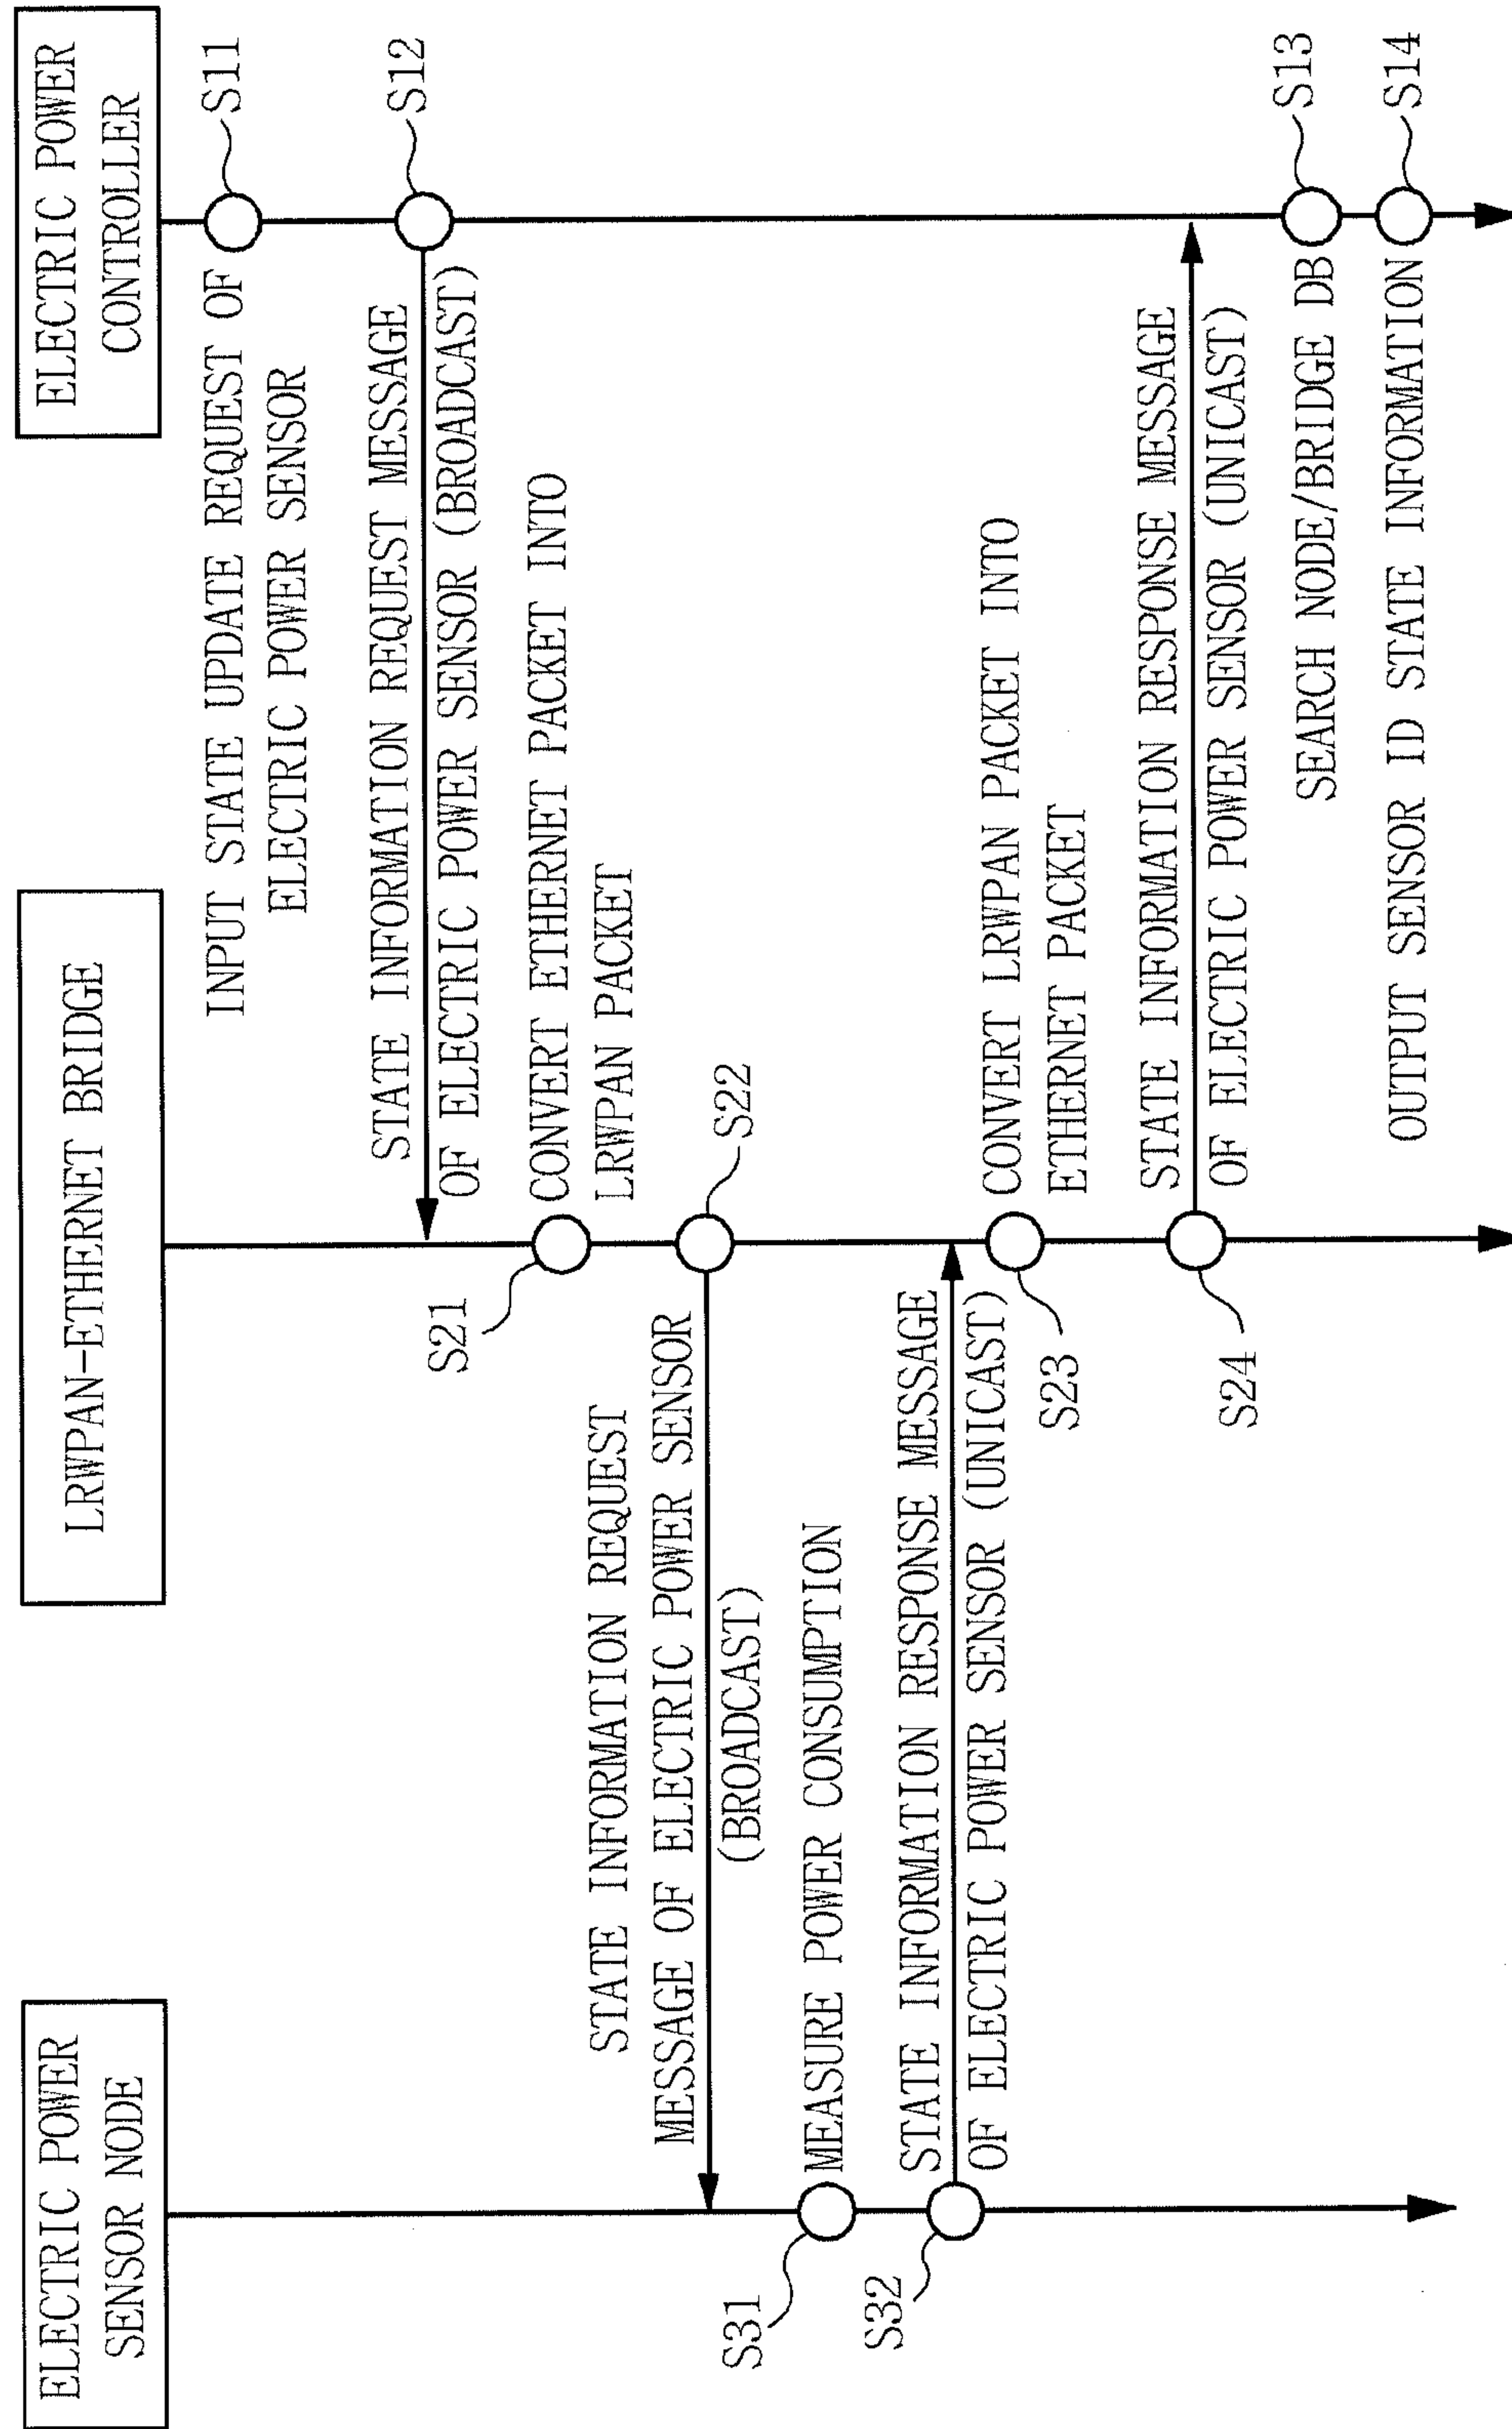 ELECTRIC POWER
SENSOR NODE
LRWPAN-ETHERNET BRIDGE
ELECTRIC POWER
CONTROLLER
S11
INPUT STATE UPDATE REQUEST OF
ELECTRIC POWER SENSOR
S12
STATE INFORMATION REQUEST MESSAGE
OF ELECTRIC POWER SENSOR (BROADCAST)
S21
CONVERT ETHERNET PACKET INTO
LRWPAN PACKET
S22
STATE INFORMATION REQUEST
MESSAGE OF ELECTRIC POWER SENSOR
(BROADCAST)
S31
MEASURE POWER CONSUMPTION
S32
STATE INFORMATION RESPONSE MESSAGE
OF ELECTRIC POWER SENSOR (UNICAST)
S23
CONVERT LRWPAN PACKET INTO
ETHERNET PACKET
S24
STATE INFORMATION RESPONSE MESSAGE
OF ELECTRIC POWER SENSOR (UNICAST)
SEARCH NODE/BRIDGE DB
S13
OUTPUT SENSOR ID STATE INFORMATION
S14